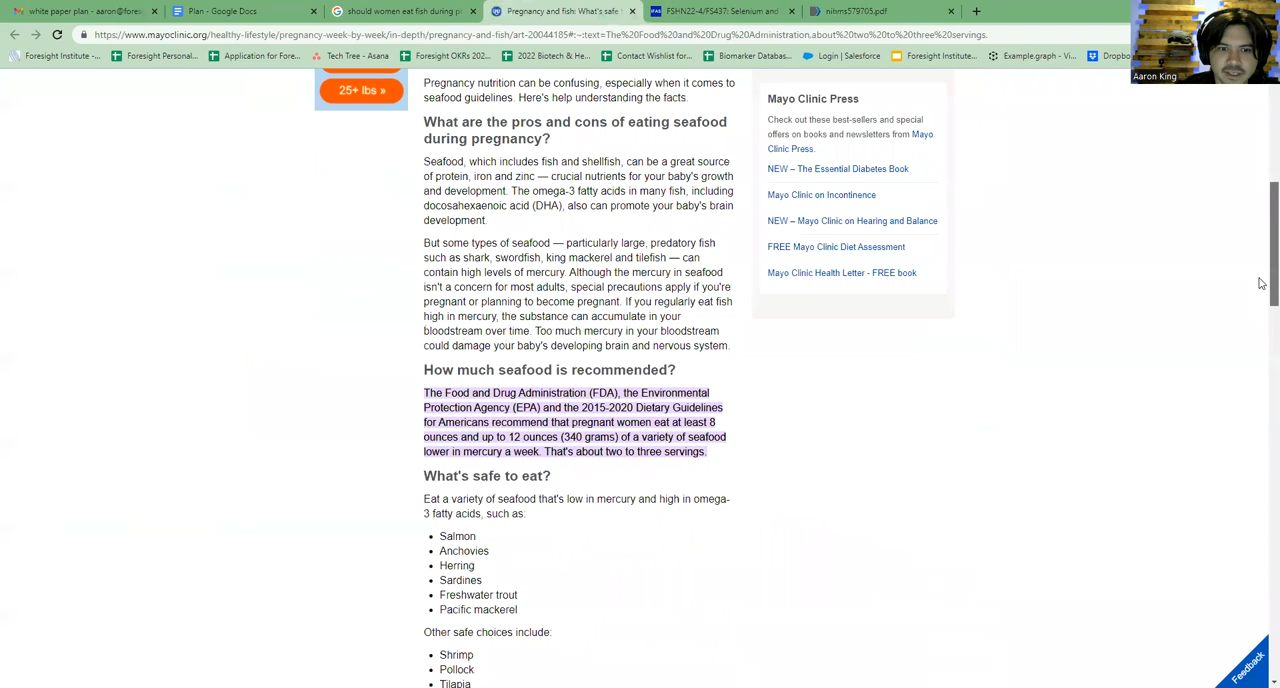 white paper plan - aaron@fores
Plan - Google Docs
should women eat fish during p
Pregnancy and fish: What's safe
FSHN22-4/FS437: Selenium and
nihms579705.pdf
https://www.mayoclinic.org/healthy-lifestyle/pregnancy-week-by-week/in-depth/pregnancy-and-fish/art-20044185#:~:text=The%20Food%20and%20Drug%20Administration,about%20two%20to%20three%20servings.
Foresight Institute -...
Foresight Personal...
Application for Fore...
Tech Tree - Asana
Foresight OKRs 202...
2022 Biotech & He...
Contact Wishlist for...
Biomarker Databas...
Login | Salesforce
Foresight Institute...
Example.graph - Vi...
Dropbo
Aaron King
25+ lbs »
Pregnancy nutrition can be confusing, especially when it comes to
seafood guidelines. Here's help understanding the facts.
What are the pros and cons of eating seafood
during pregnancy?
Seafood, which includes fish and shellfish, can be a great source
of protein, iron and zinc — crucial nutrients for your baby's growth
and development. The omega-3 fatty acids in many fish, including
docosahexaenoic acid (DHA), also can promote your baby's brain
development.
But some types of seafood — particularly large, predatory fish
such as shark, swordfish, king mackerel and tilefish — can
contain high levels of mercury. Although the mercury in seafood
isn't a concern for most adults, special precautions apply if you're
pregnant or planning to become pregnant. If you regularly eat fish
high in mercury, the substance can accumulate in your
bloodstream over time. Too much mercury in your bloodstream
could damage your baby's developing brain and nervous system.
How much seafood is recommended?
The Food and Drug Administration (FDA), the Environmental
Protection Agency (EPA) and the 2015-2020 Dietary Guidelines
for Americans recommend that pregnant women eat at least 8
ounces and up to 12 ounces (340 grams) of a variety of seafood
lower in mercury a week. That's about two to three servings.
What's safe to eat?
Eat a variety of seafood that's low in mercury and high in omega-
3 fatty acids, such as:
Salmon
Anchovies
Herring
Sardines
Freshwater trout
Pacific mackerel
Other safe choices include:
Shrimp
Pollock
Tilapia
Mayo Clinic Press
Check out these best-sellers and special
offers on books and newsletters from Mayo
Clinic Press.
NEW – The Essential Diabetes Book
Mayo Clinic on Incontinence
NEW – Mayo Clinic on Hearing and Balance
FREE Mayo Clinic Diet Assessment
Mayo Clinic Health Letter - FREE book
Feedback